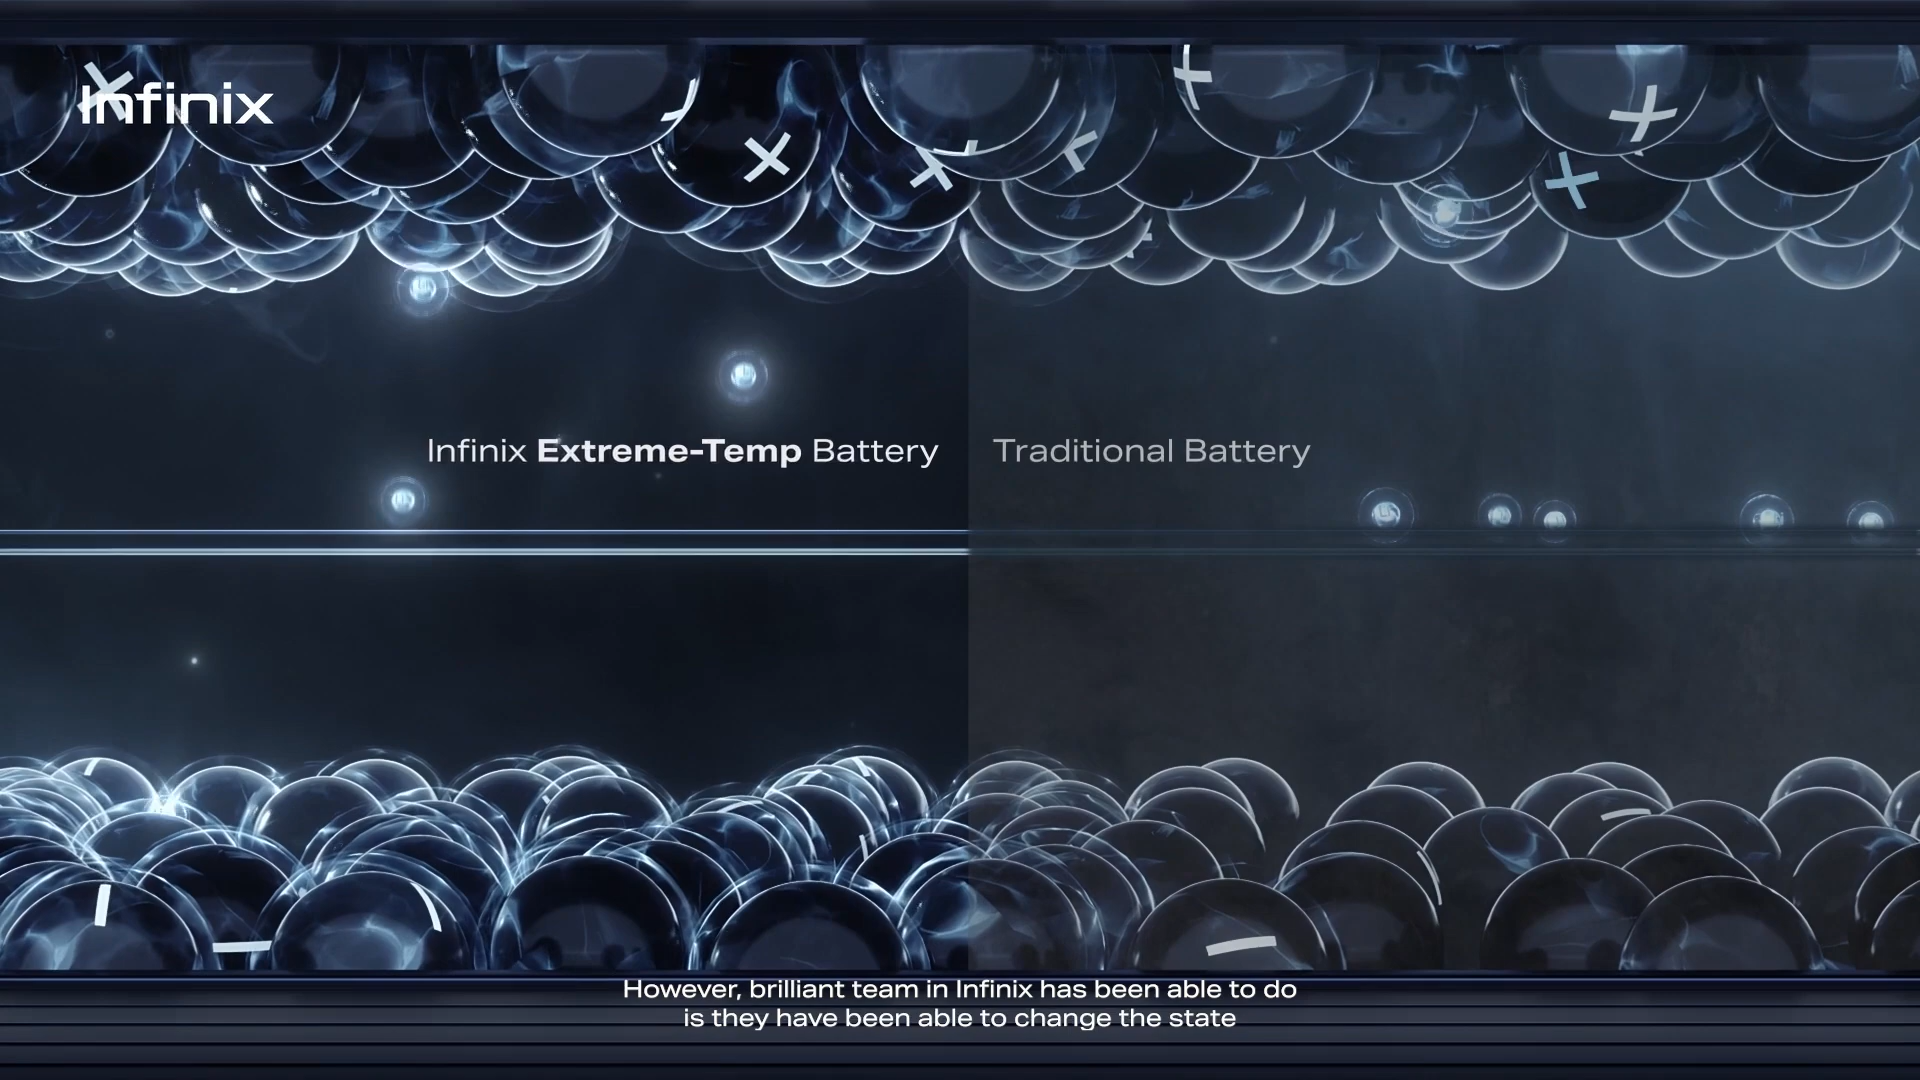 Infinix
Infinix Extreme-Temp Battery
Traditional Battery
However, brilliant team in Infinix has been able to do
is they have been able to change the state